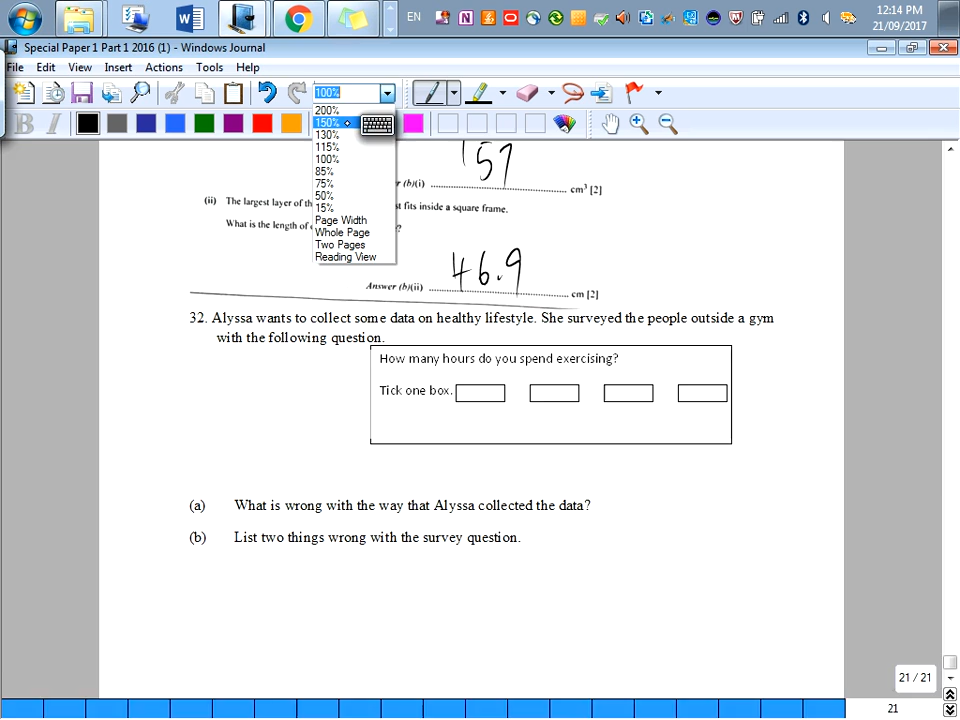 EN
12:14 PM
21/09/2017
Special Paper 1 Part 1 2016 (1) - Windows Journal
File Edit View Insert Actions Tools Help
100%
200%
150%
130%
115%
100%
85%
75%
50%
15%
Page Width
Whole Page
Two Pages
Reading View
157
(b)(i) cm³ [2]
(ii) The largest layer of th st fits inside a square frame.
What is the length of ?
46.9
Answer (b)(ii) cm [2]
32. Alyssa wants to collect some data on healthy lifestyle. She surveyed the people outside a gym
with the following question.
How many hours do you spend exercising?
Tick one box.
(a) What is wrong with the way that Alyssa collected the data?
(b) List two things wrong with the survey question.
21 / 21
21